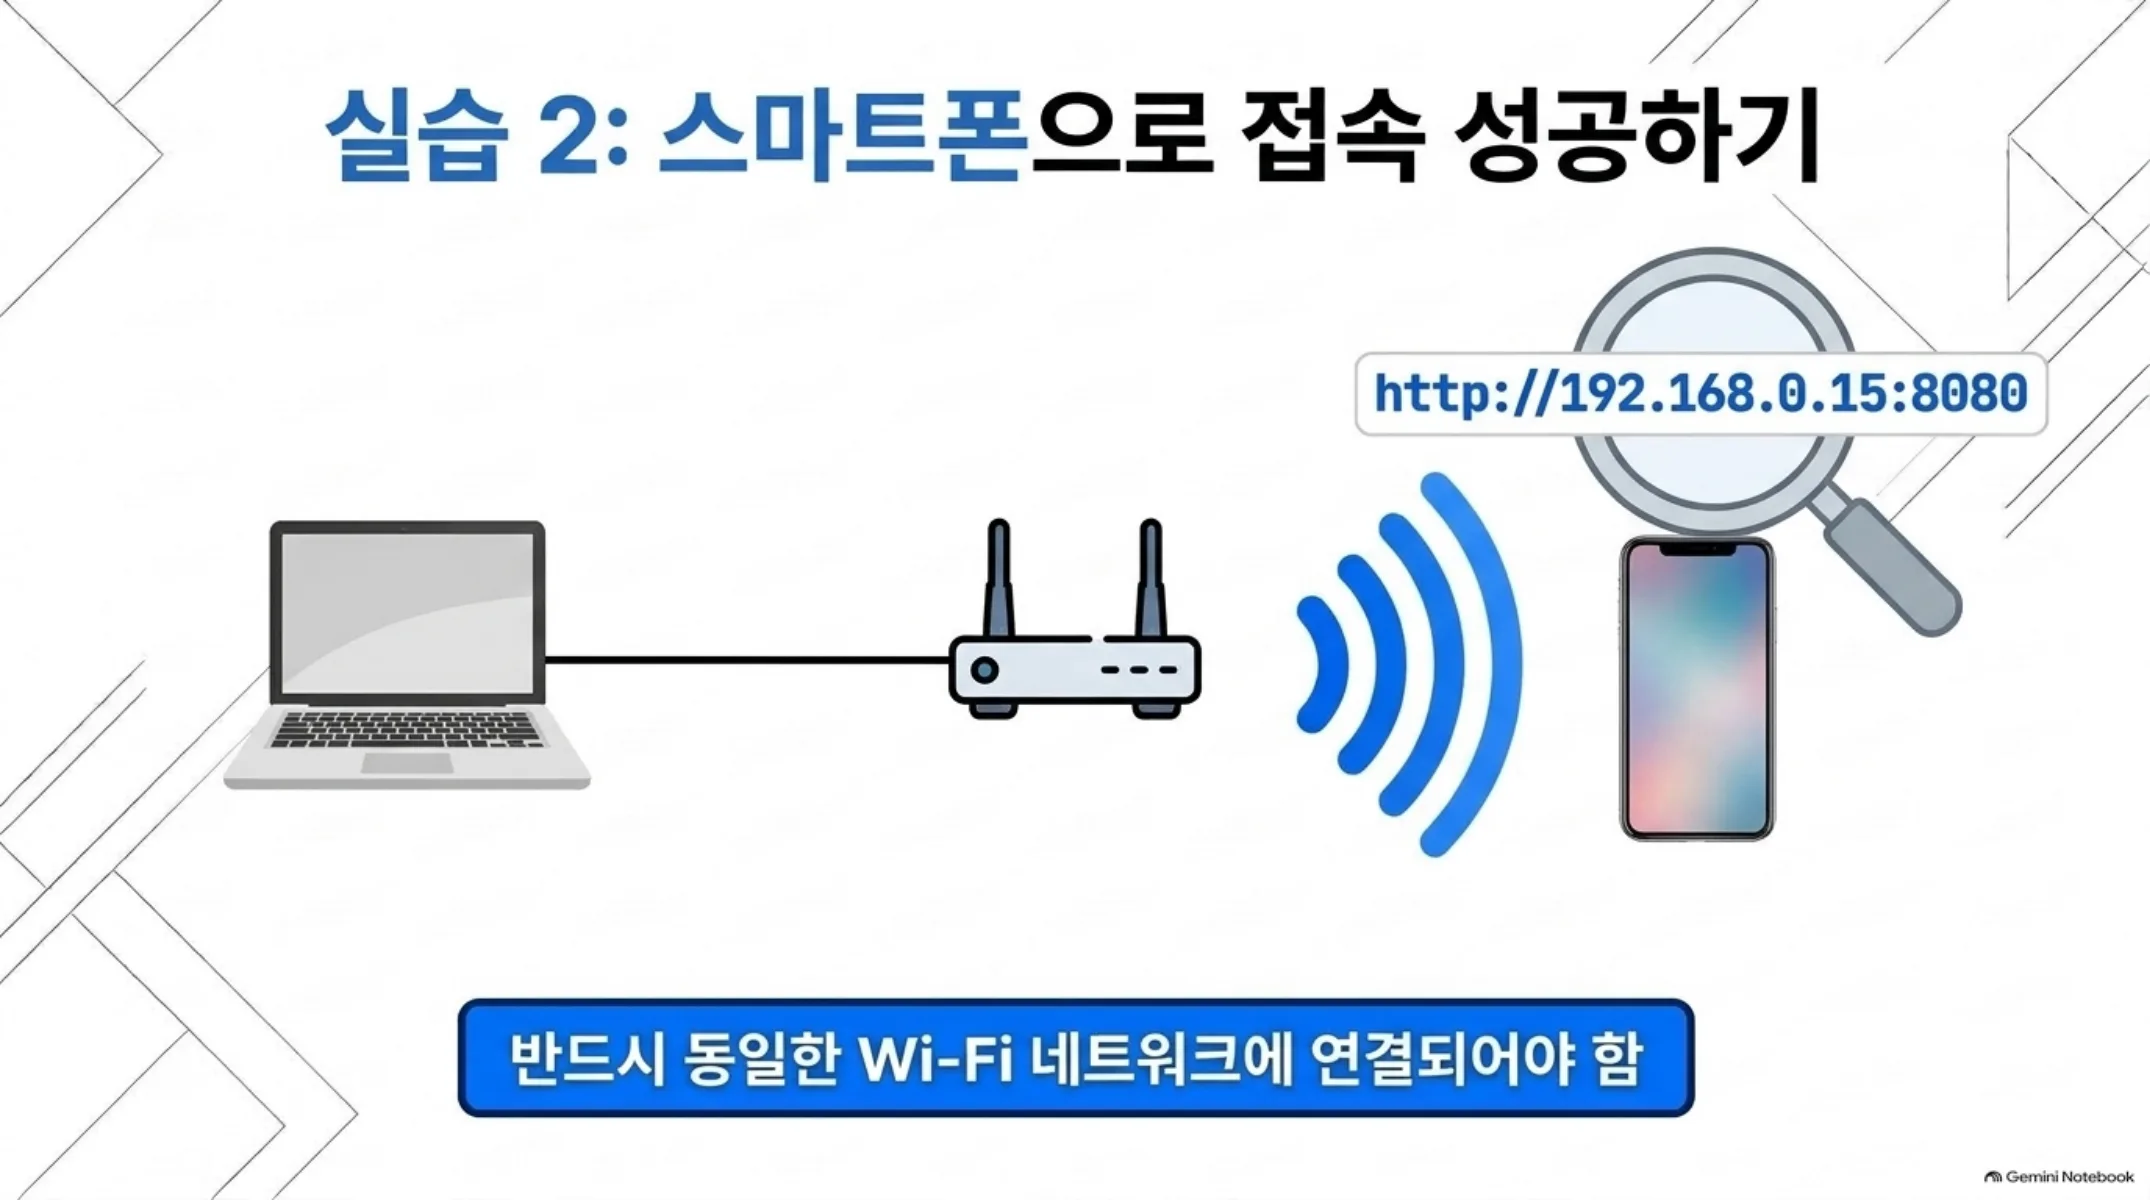 실습 2: 스마트폰으로 접속 성공하기
http://192.168.0.15:8080
반드시 동일한 Wi-Fi 네트워크에 연결되어야 함
Gemini Notebook